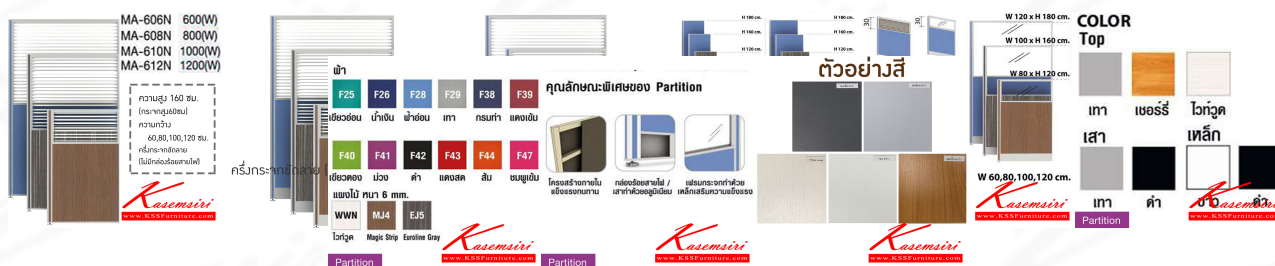 MA-606N 600(W)
MA-608N 800(W)
MA-610N 1000(W)
MA-612N 1200(W)
ความสูง 160 ซม.
(กระจกสูง60ซม)
ความกว้าง
60,80,100,120 ซม.
ครึ่งกระจกขัดลาย
(ไม่มีกล่องร้อยสายไฟ)
Kasemsiri
www.KSSFurniture.com
ครึ่งกระจกขัดลาย
ผ้า
F25 F26 F28 F29 F38 F39
เขียวอ่อน น้ำเงิน ฟ้าอ่อน เทา กรมท่า แดงเข้ม
F40 F41 F42 F43 F44 F47
เขียวตอง ม่วง ดำ แดงสด ส้ม ชมพูเข้ม
แผงไม้ หนา 6 mm.
WWN MJ4 EJ5
ไวท์วูด Magic Strip Euroline Gray
Partition
Kasemsiri
www.KSSFurniture.com
คุณลักษณะพิเศษของ Partition
โครงสร้างภายใน
แข็งแรงทนทาน
กล่องร้อยสายไฟ /
เสาทำด้วยอลูมิเนียม
เฟรมกระจกทำด้วย
เหล็กเสริมความแข็งแรง
Partition
Kasemsiri
www.KSSFurniture.com
H 180 cm.
H 160 cm.
H 120 cm.
H 180 cm.
H 160 cm.
H 120 cm.
30
30
ตัวอย่างสี
Kasemsiri
www.KSSFurniture.com
W 120 x H 180 cm.
W 100 x H 160 cm.
W 80 x H 120 cm.
W 60,80,100,120 cm.
Kasemsiri
www.KSSFurniture.com
COLOR
Top
เทา เชอร์รี่ ไวท์วูด
เสา เหล็ก
เทา ดำ ขาว ดำ
Partition
Kasemsiri
www.KSSFurniture.com